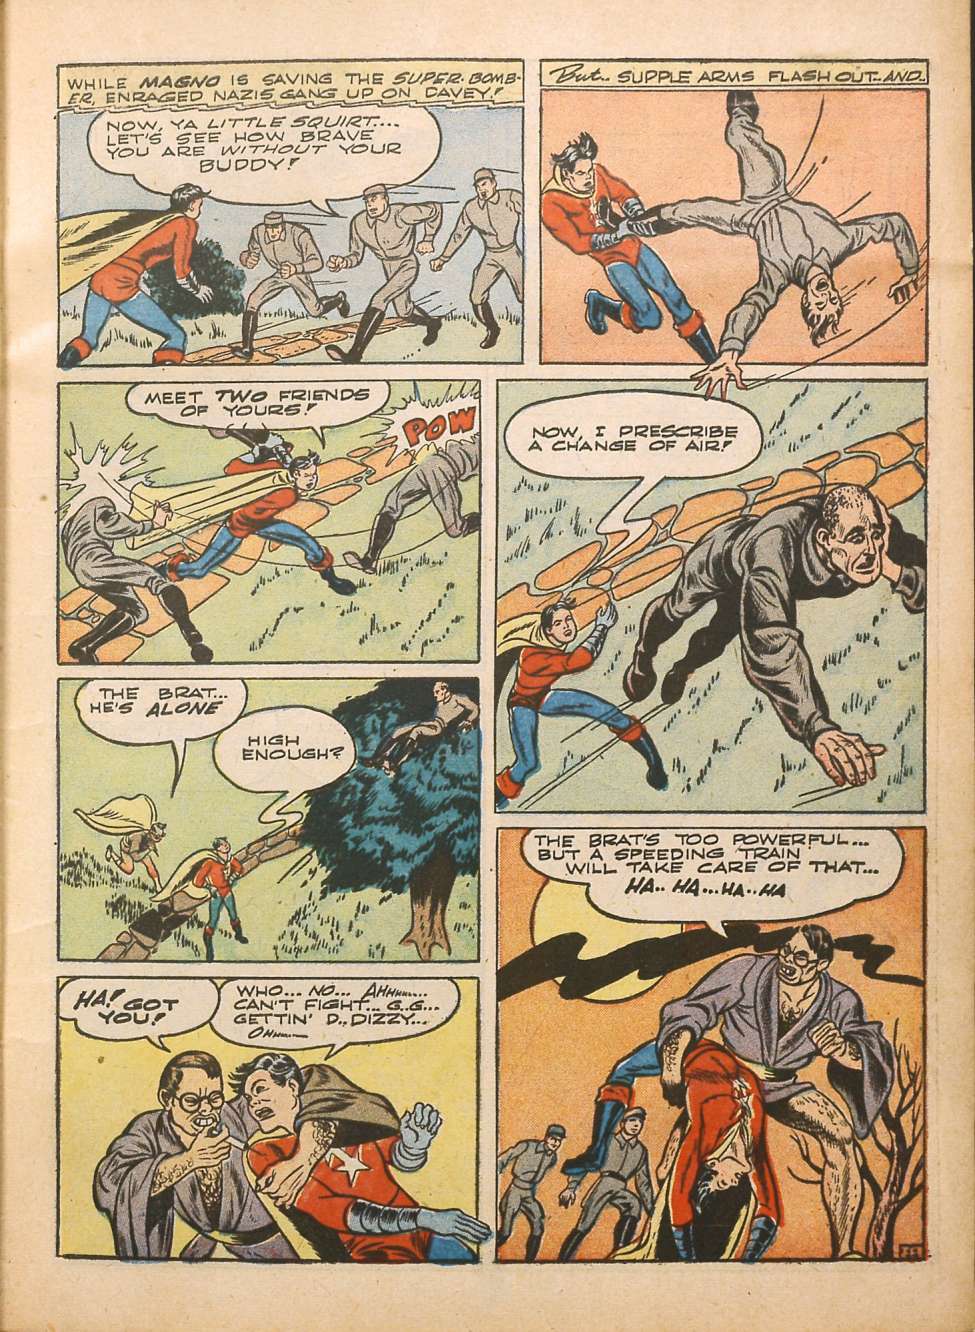 WHILE MAGNO IS SAVING THE SUPER-BOMB-
ER, ENRAGED NAZIS GANG UP ON DAVEY!
NOW, YA LITTLE SQUIRT....
LET'S SEE HOW BRAVE
YOU ARE WITHOUT YOUR
BUDDY!
But.. SUPPLE ARMS FLASH OUT..AND..
MEET TWO FRIENDS
OF YOURS!
POW
NOW, I PRESCRIBE
A CHANGE OF AIR!
THE BRAT...
HE'S ALONE
HIGH
ENOUGH?
THE BRAT'S TOO POWERFUL...
BUT A SPEEDING TRAIN
WILL TAKE CARE OF THAT...
HA.. HA...HA..HA
HA! GOT
YOU!
WHO... NO... AHHHH....
CAN'T FIGHT... G..G...
GETTIN' D.. DIZZY...
OHH......